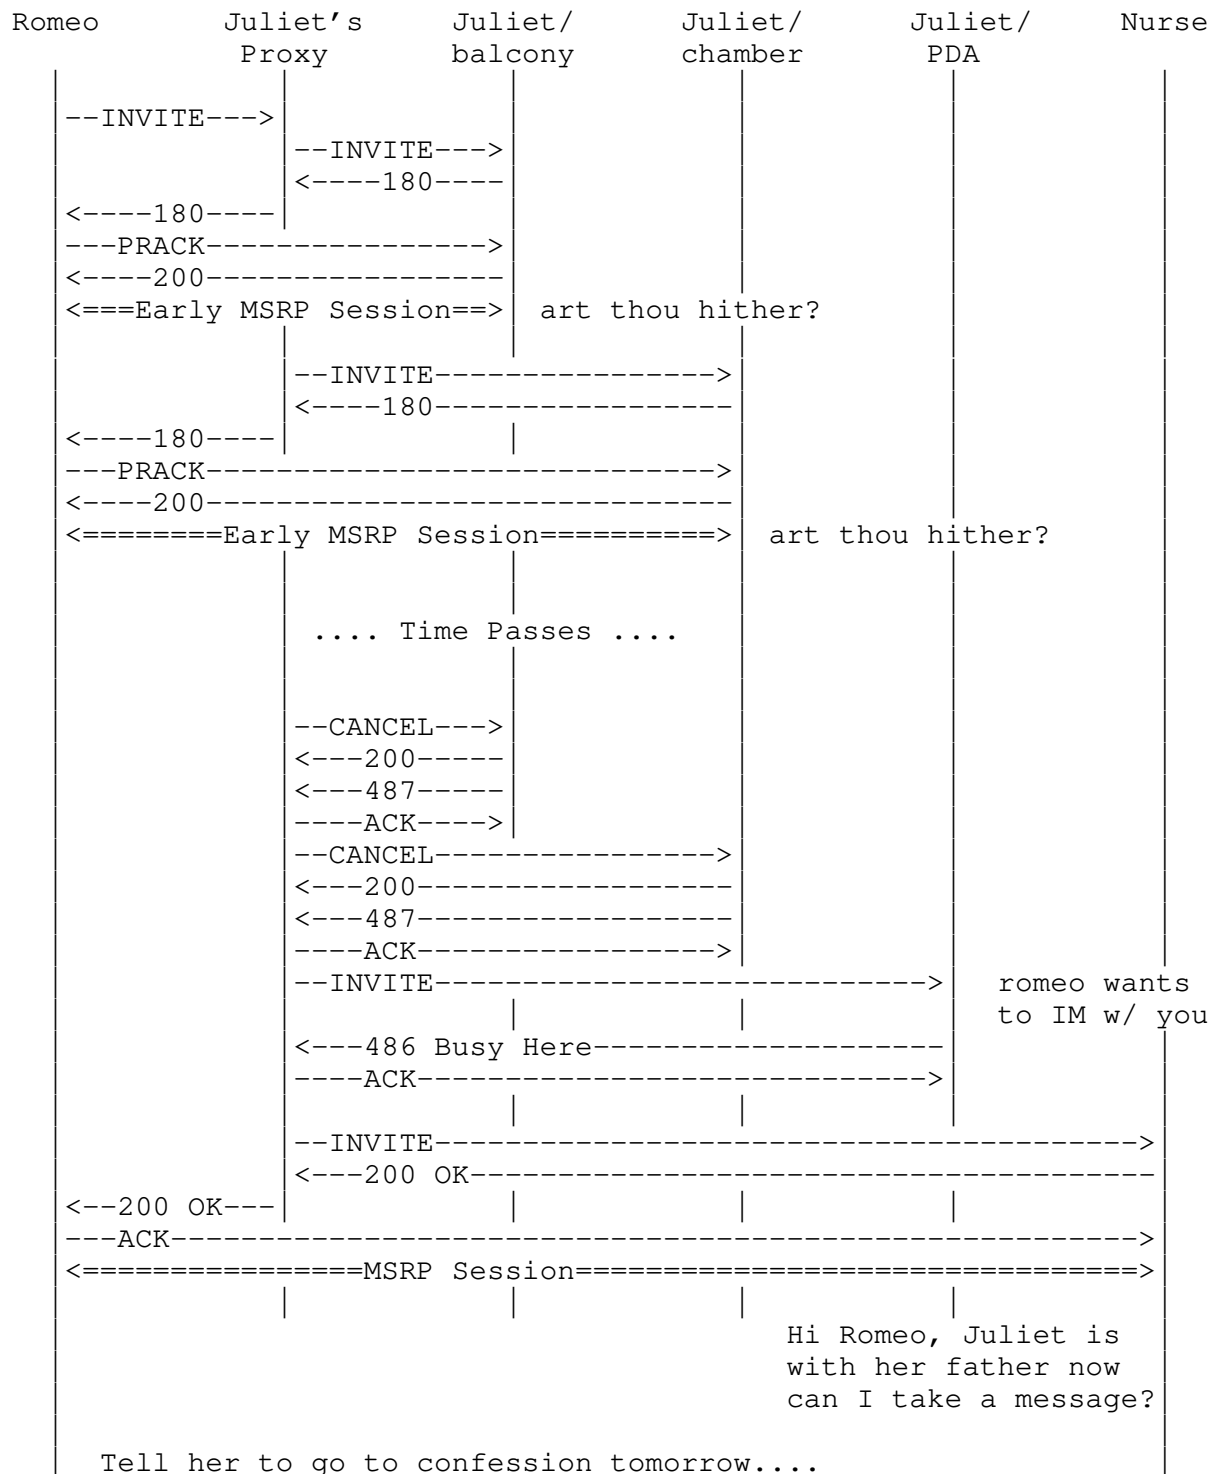 Romeo        Juliet's     Juliet/      Juliet/      Juliet/     Nurse
             Proxy        balcony      chamber      PDA
  |            |            |            |           |           |
  |--INVITE--->|            |            |           |           |
  |            |--INVITE--->|            |           |           |
  |            |<----180----|            |           |           |
  |<----180----|            |            |           |           |
  |---PRACK---------------->|            |           |           |
  |<----200-----------------|            |           |           |
  |<===Early MSRP Session==>| art thou hither?       |           |
  |            |            |            |           |           |
  |            |--INVITE---------------->|           |           |
  |            |<----180-----------------|           |           |
  |<----180----|            |            |           |           |
  |---PRACK----------------------------->|           |           |
  |<----200------------------------------|           |           |
  |<========Early MSRP Session==========>| art thou hither?      |
  |            |            |            |           |           |
  |            |            |            |           |           |
  |            | .... Time Passes ....   |           |           |
  |            |            |            |           |           |
  |            |            |            |           |           |
  |            |--CANCEL--->|            |           |           |
  |            |<---200-----|            |           |           |
  |            |<---487-----|            |           |           |
  |            |----ACK---->|            |           |           |
  |            |--CANCEL---------------->|           |           |
  |            |<---200------------------|           |           |
  |            |<---487------------------|           |           |
  |            |----ACK----------------->|           |           |
  |            |--INVITE---------------------------->|  romeo wants
  |            |            |            |           |  to IM w/ you
  |            |<---486 Busy Here--------------------|           |
  |            |----ACK----------------------------->|           |
  |            |            |            |           |           |
  |            |--INVITE---------------------------------------->|
  |            |<---200 OK---------------------------------------|
  |<--200 OK---|            |            |           |           |
  |---ACK------------------------------------------------------->|
  |<================MSRP Session================================>|
  |            |            |            |           |           |
  |                                         Hi Romeo, Juliet is  |
  |                                         with her father now  |
  |                                         can I take a message?|
  |                                                              |
  |  Tell her to go to confession tomorrow....                   |